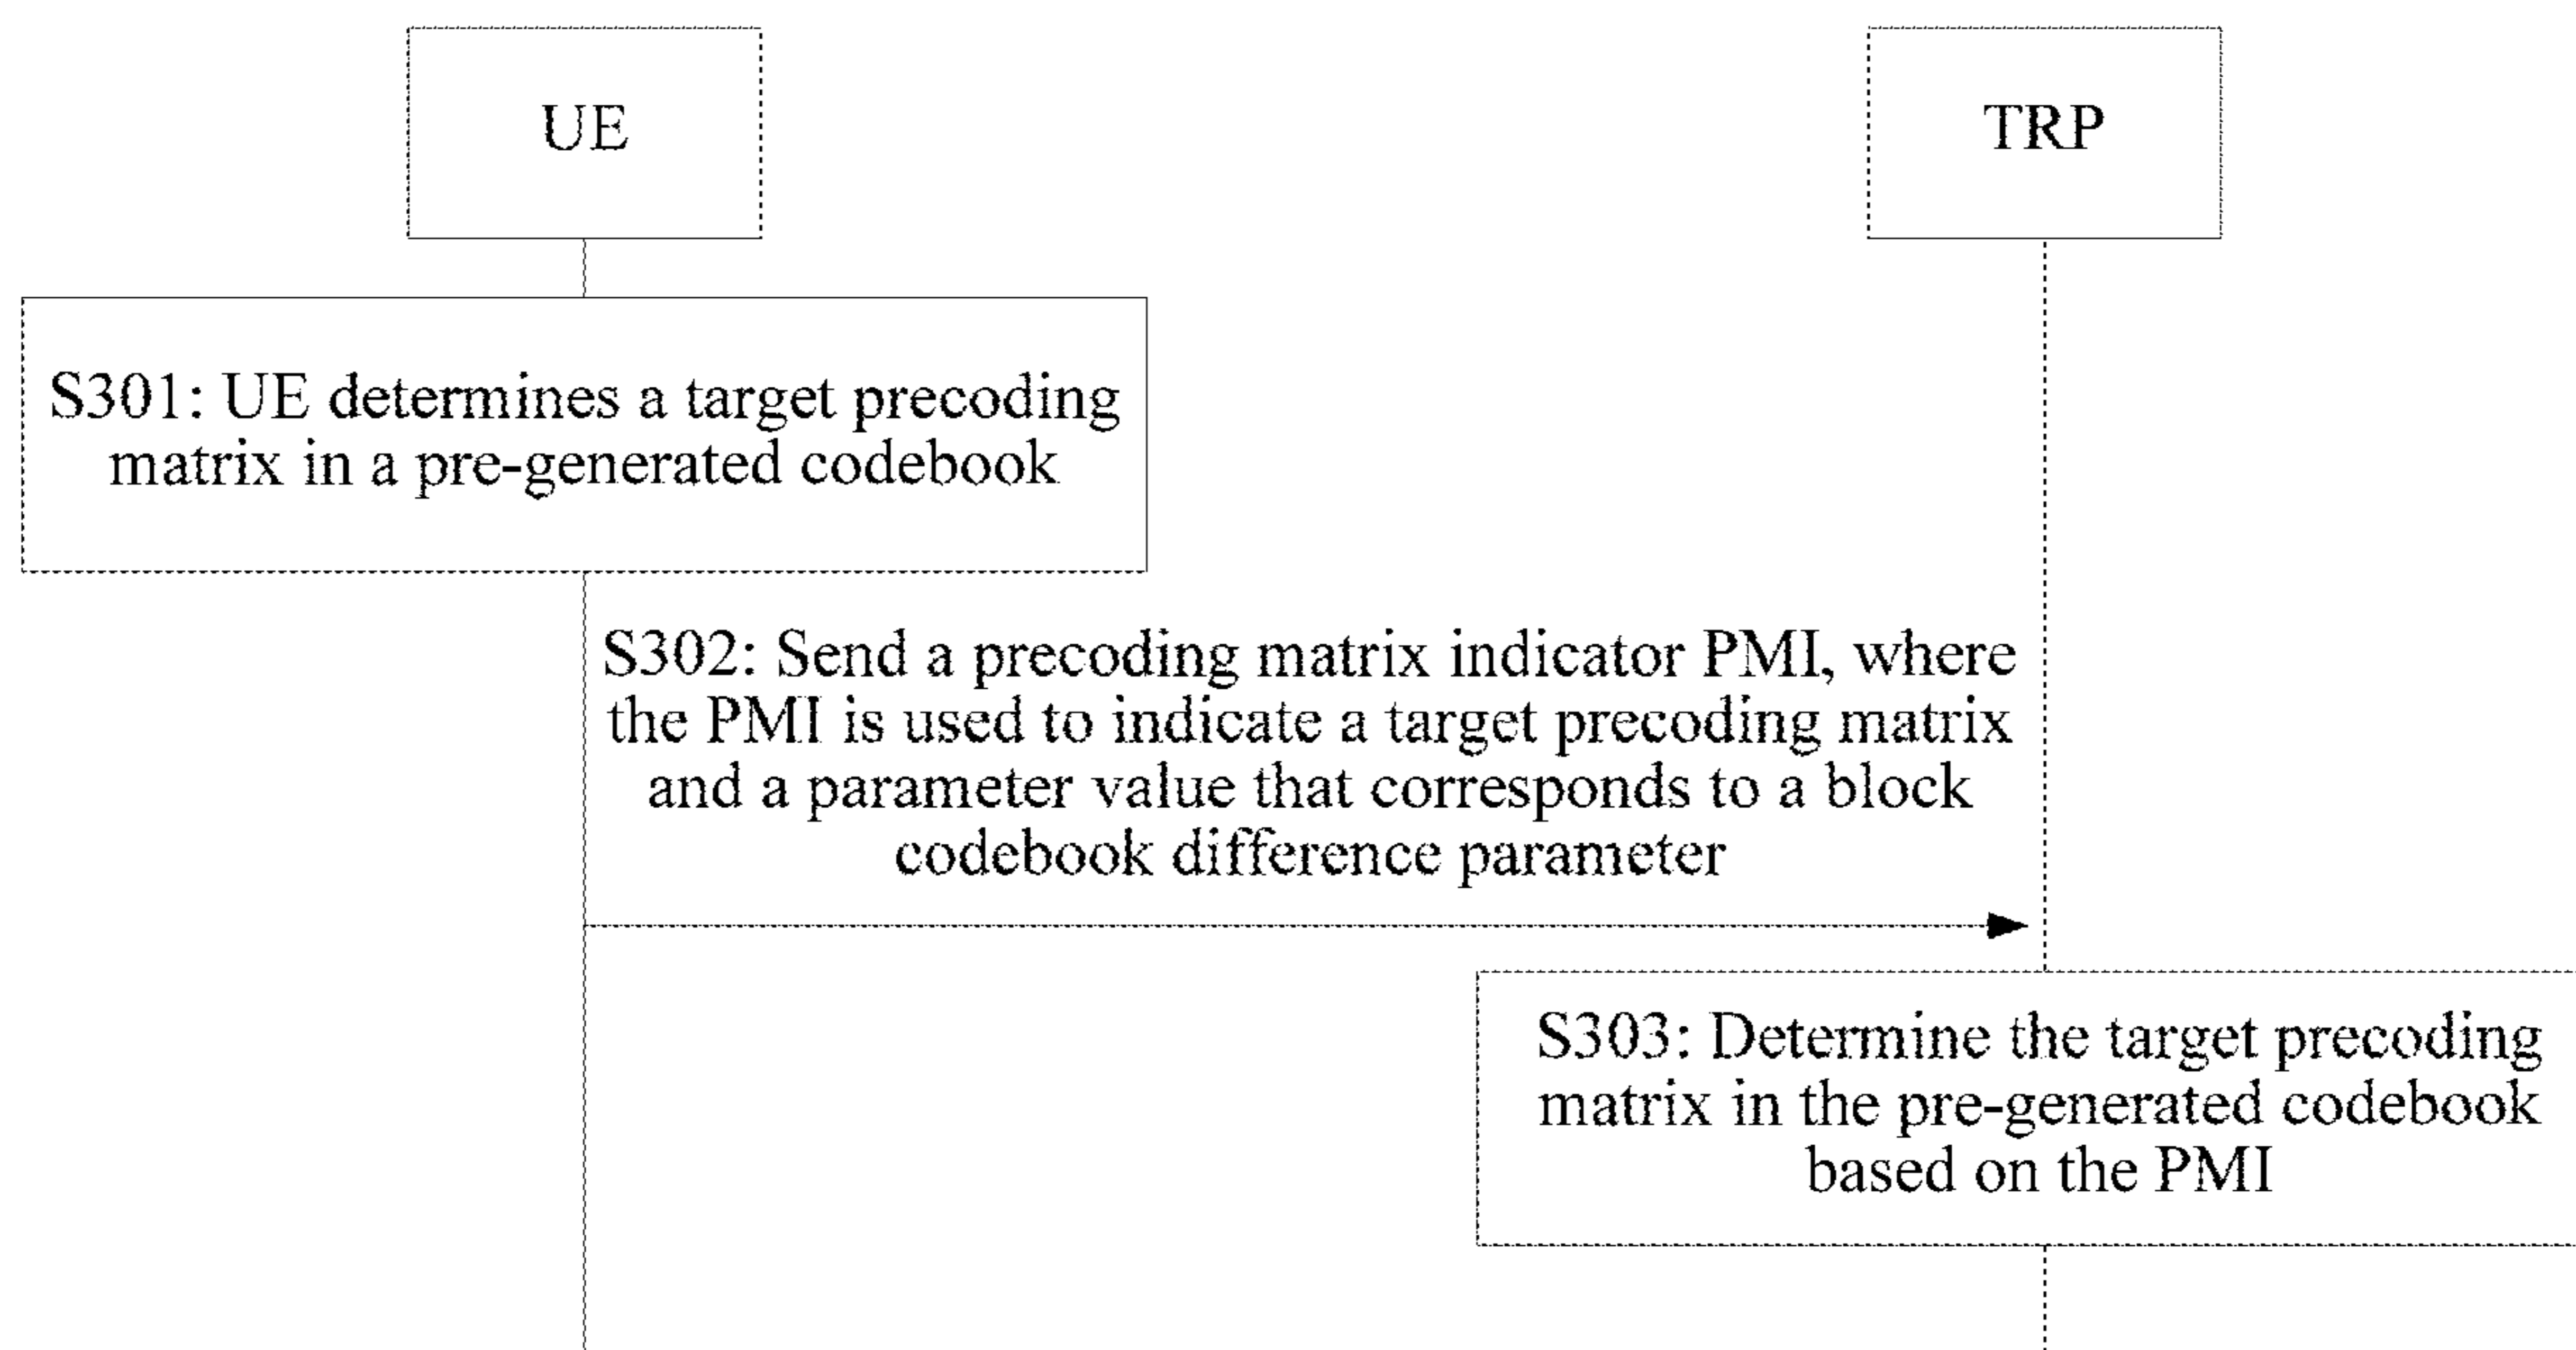 UE
TRP
S301: UE determines a target precoding
matrix in a pre-generated codebook
S302: Send a precoding matrix indicator PMI, where
the PMI is used to indicate a target precoding matrix
and a parameter value that corresponds to a block
codebook difference parameter
S303: Determine the target precoding
matrix in the pre-generated codebook
based on the PMI